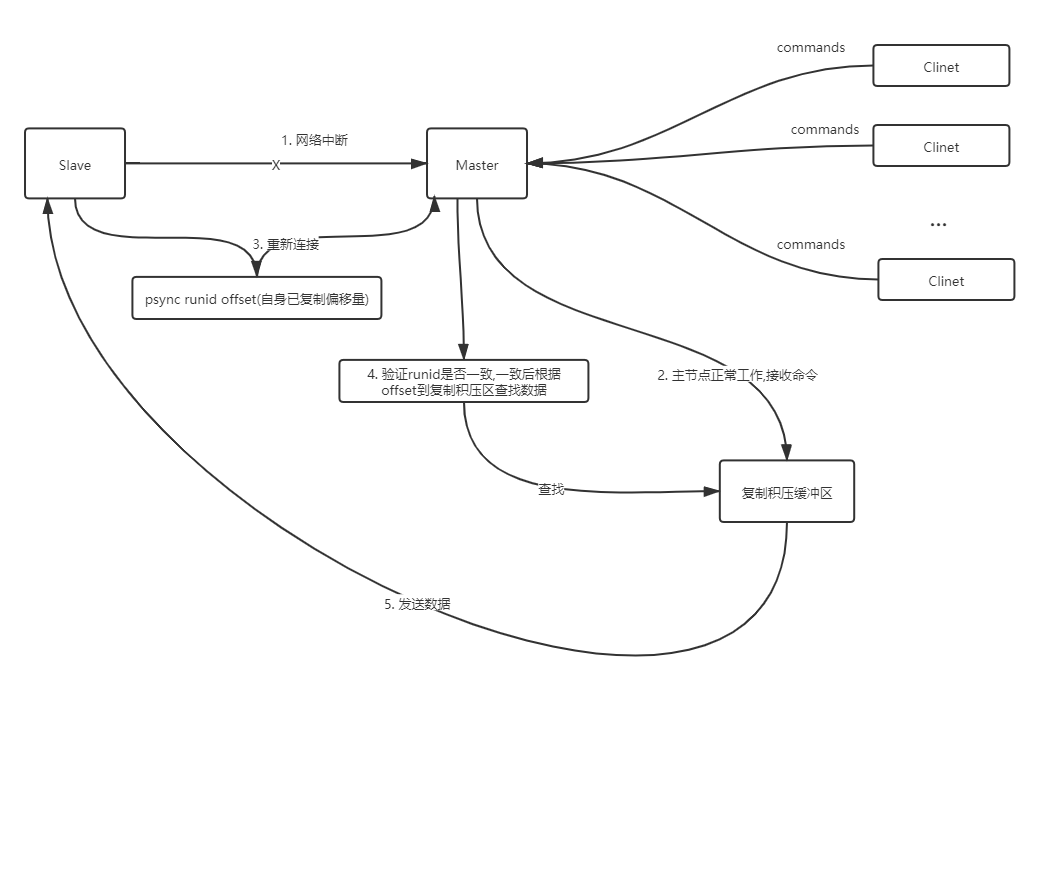 commands
Clinet
commands
Clinet
1. 网络中断
Slave
X
Master
...
commands
Clinet
3. 重新连接
psync runid offset(自身已复制偏移量)
4. 验证runid是否一致,一致后根据
offset到复制积压区查找数据
2. 主节点正常工作,接收命令
查找
复制积压缓冲区
5. 发送数据